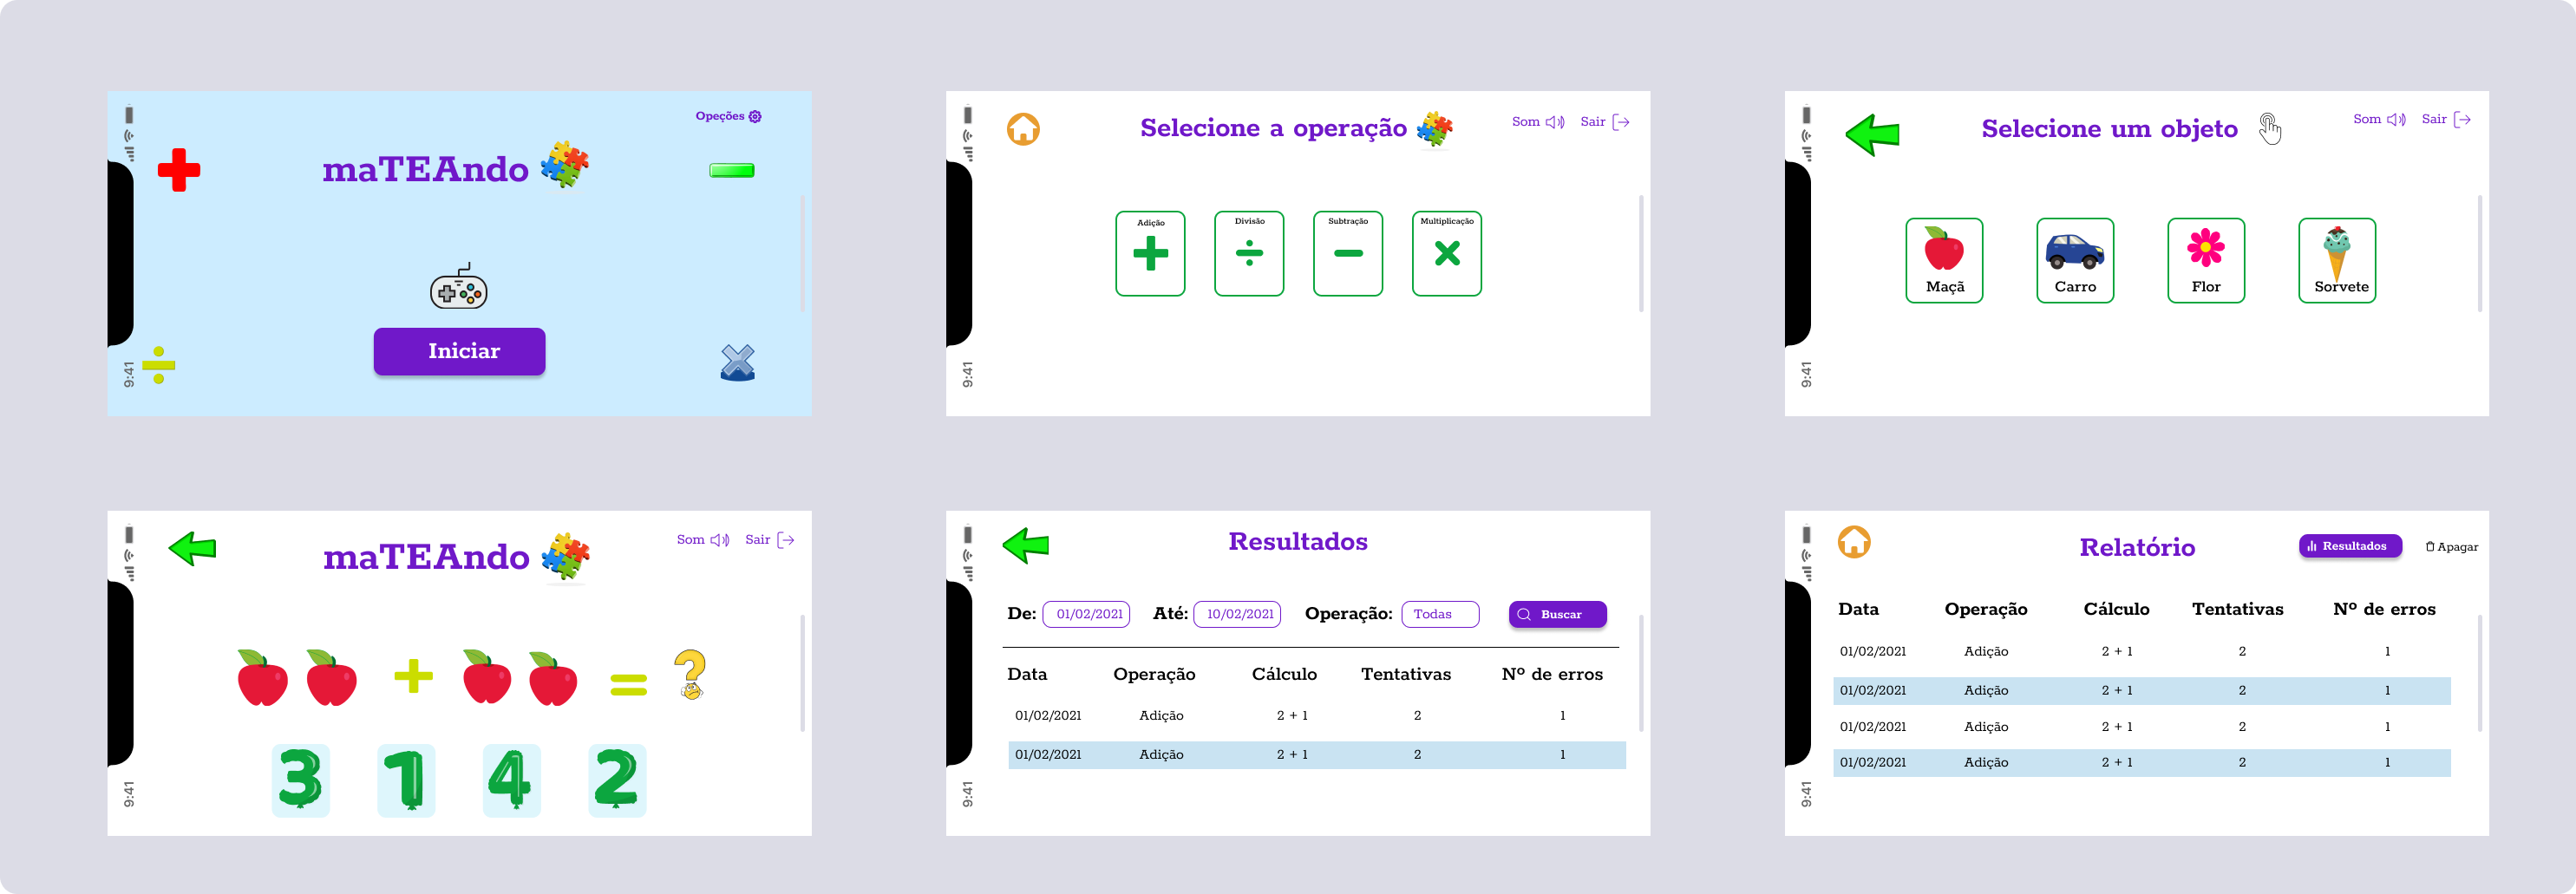 Opeções
maTEAndo
Iniciar
9:41
Selecione a operação
Som Sair
Adição Divisão Subtração Multiplicação
9:41
Selecione um objeto
Som Sair
Maçã Carro Flor Sorvete
9:41
Som Sair
maTEAndo
+ = ?
3 1 4 2
9:41
Resultados
De: 01/02/2021 Até: 10/02/2021 Operação: Todas Buscar
Data Operação Cálculo Tentativas Nº de erros
01/02/2021 Adição 2 + 1 2 1
01/02/2021 Adição 2 + 1 2 1
9:41
Relatório Resultados Apagar
Data Operação Cálculo Tentativas Nº de erros
01/02/2021 Adição 2 + 1 2 1
01/02/2021 Adição 2 + 1 2 1
01/02/2021 Adição 2 + 1 2 1
01/02/2021 Adição 2 + 1 2 1
9:41